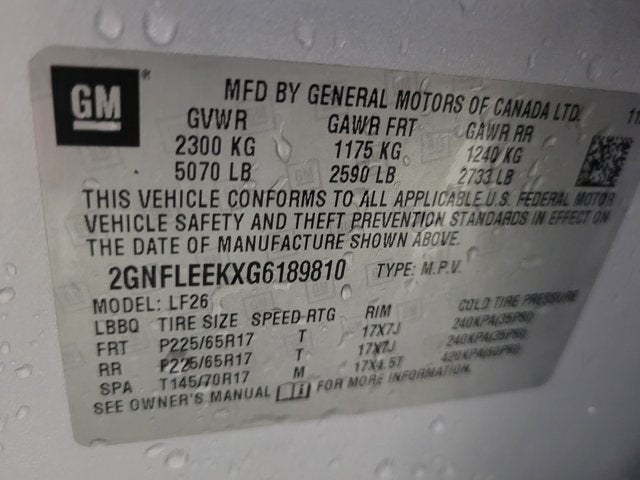 GM ®
MFD BY GENERAL MOTORS OF CANADA LTD. 11
GVWR GAWR FRT GAWR RR
2300 KG 1175 KG 1240 KG
5070 LB 2590 LB 2733 LB
THIS VEHICLE CONFORMS TO ALL APPLICABLE U.S. FEDERAL MOTOR
VEHICLE SAFETY AND THEFT PREVENTION STANDARDS IN EFFECT ON
THE DATE OF MANUFACTURE SHOWN ABOVE.
2GNFLEEKXG6189810 TYPE: M.P.V.
MODEL: LF26
LBBQ TIRE SIZE SPEED RTG RIM COLD TIRE PRESSURE
FRT P225/65R17 T 17X7J 240KPA(35PSI)
RR P225/65R17 T 17X7J 240KPA(35PSI)
SPA T145/70R17 M 17X4.5T 420KPA(60PSI)
SEE OWNER'S MANUAL FOR MORE INFORMATION.